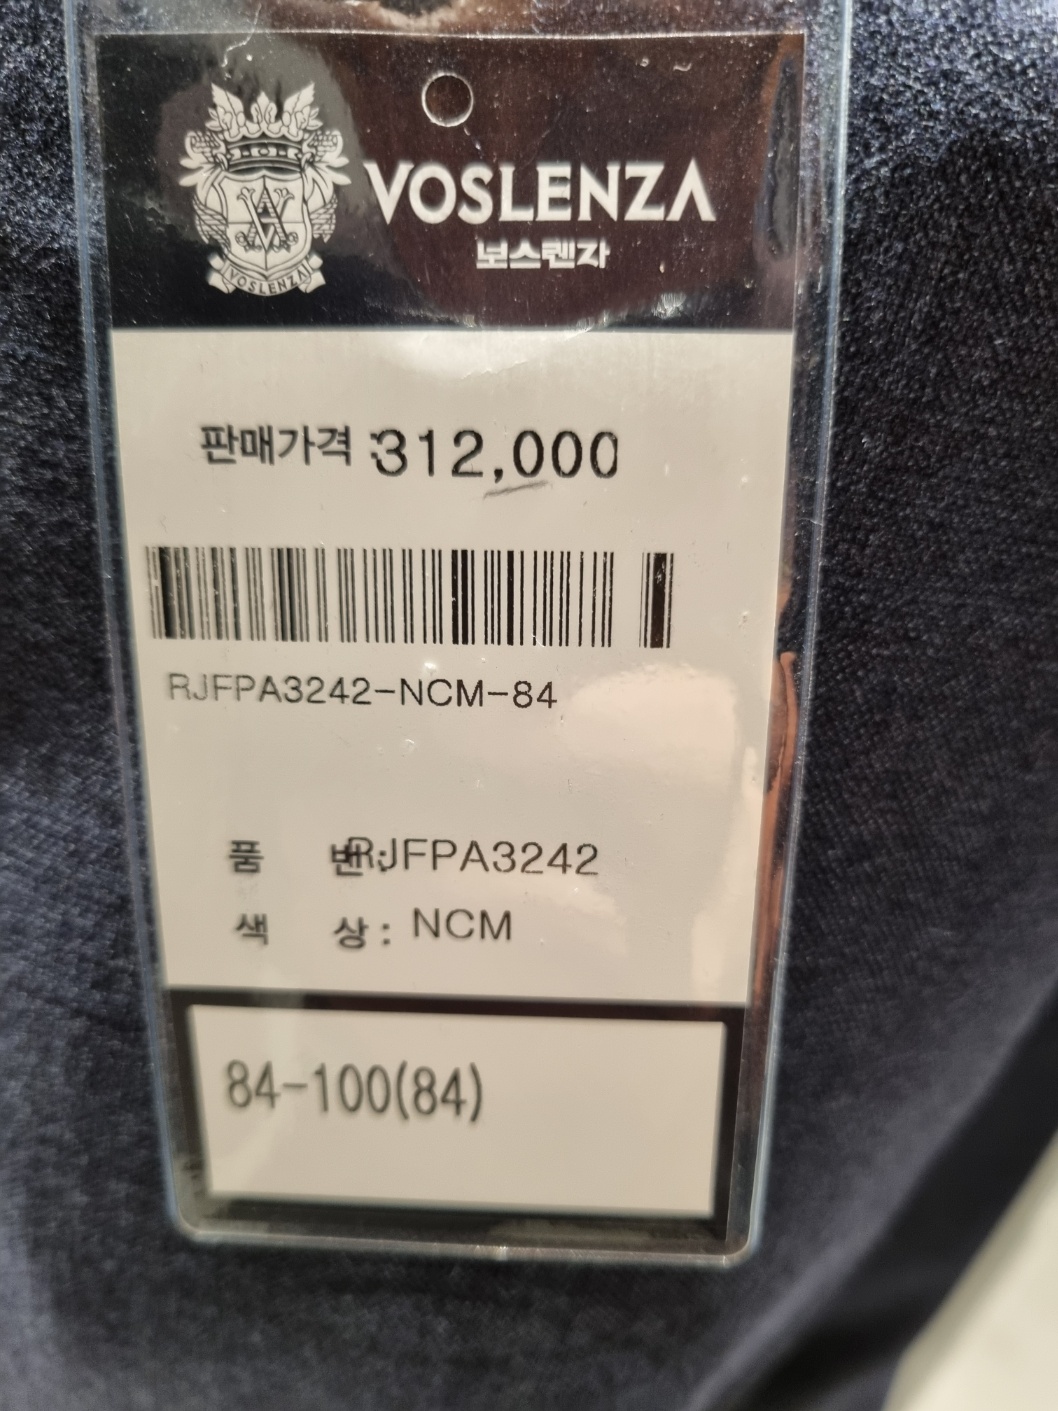 VOSLENZA
보스렌자
VOSLENZA
판매가격 : 312,000
RJFPA3242-NCM-84
품 번: RJFPA3242
색 상: NCM
84-100(84)